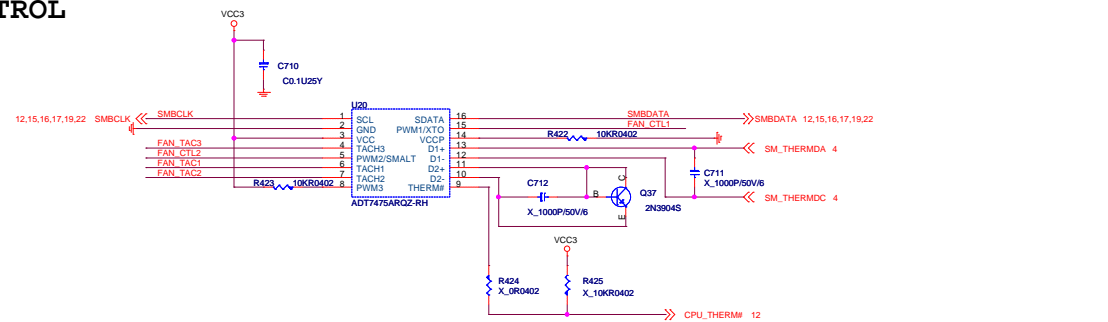 TROL
VCC3
C710
C0.1U25Y
U20
12,15,16,17,19,22 SMBCLK
SMBCLK
1 SCL SDATA 16 SMBDATA
SMBDATA 12,15,16,17,19,22
2 GND PWM1/XTO 15 FAN_CTL1
3 VCC VCCP 14 R422 10KR0402
FAN_TAC3 4 TACH3 D1+ 13 SM_THERMDA 4
FAN_CTL2 5 PWM2/SMALT D1- 12
FAN_TAC1 6 TACH1 D2+ 11
FAN_TAC2 7 TACH2 D2- 10
R423 10KR0402 8 PWM3 THERM# 9
ADT7475ARQZ-RH
C711
X_1000P/50V/6
C712
X_1000P/50V/6
B C E
Q37
2N3904S
SM_THERMDC 4
VCC3
R424
X_0R0402
R425
X_10KR0402
CPU_THERM# 12